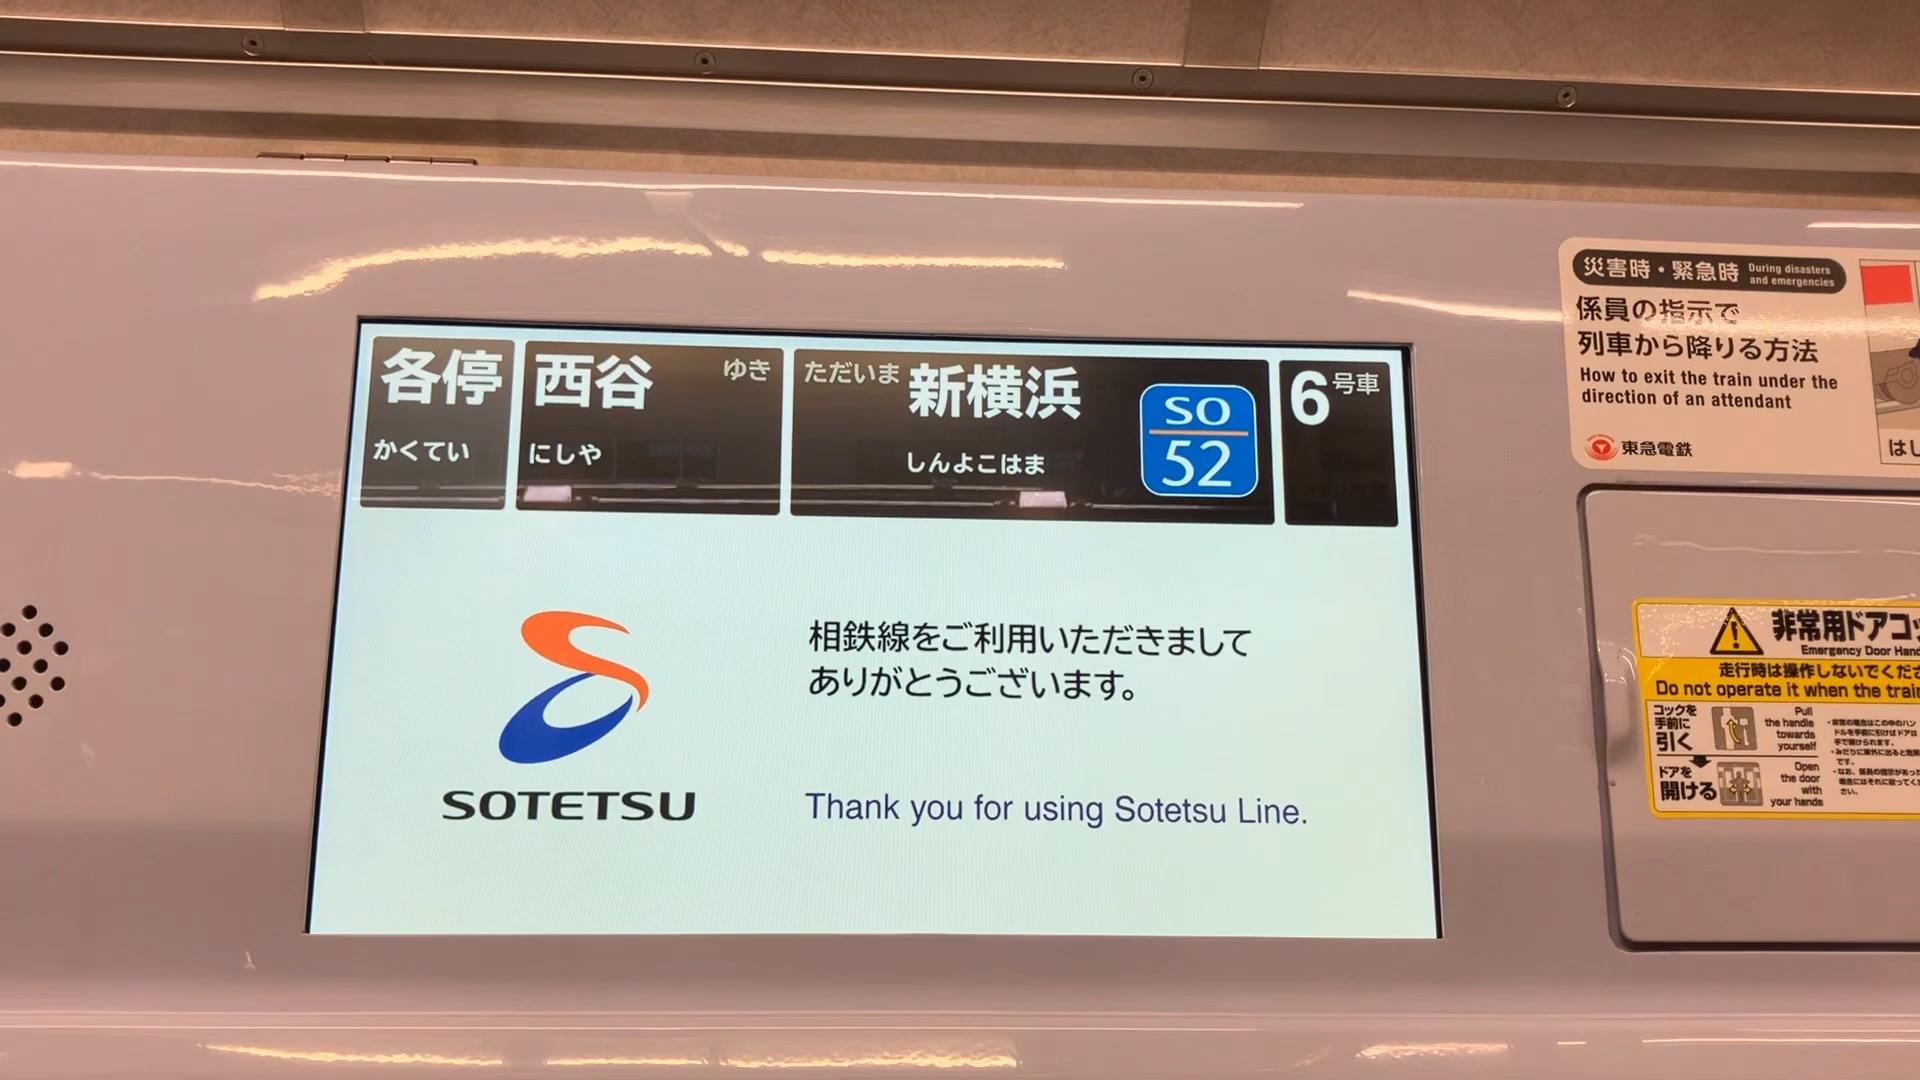 各停
かくてい
西谷 ゆき
にしや
ただいま 新横浜
しんよこはま
SO
52
6号車
相鉄線をご利用いただきまして
ありがとうございます。
SOTETSU
Thank you for using Sotetsu Line.
災害時・緊急時 During disasters
and emergencies
係員の指示で
列車から降りる方法
How to exit the train under the
direction of an attendant
東急電鉄
はし
非常用ドアコッ
Emergency Door Hand
走行時は操作しないでくださ
Do not operate it when the train
コックを
手前に
引く
Pull
the handle
towards
yourself
ドアを
開ける
Open
the door
with
your hands